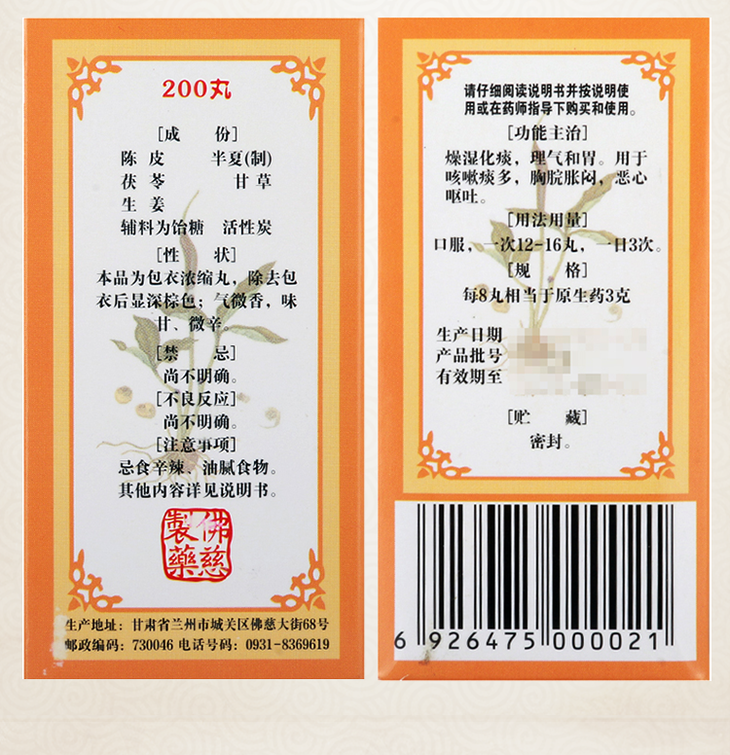 200丸
[成 份]
陈 皮 半夏(制)
茯 苓 甘 草
生 姜
辅料为饴糖 活性炭
[性 状]
本品为包衣浓缩丸，除去包
衣后显深棕色；气微香，味
甘、微辛。
[禁 忌]
尚不明确。
[不良反应]
尚不明确。
[注意事项]
忌食辛辣、油腻食物。
其他内容详见说明书。
佛慈
製藥
生产地址：甘肃省兰州市城关区佛慈大街68号
邮政编码：730046 电话号码：0931-8369619
请仔细阅读说明书并按说明使
用或在药师指导下购买和使用。
[功能主治]
燥湿化痰，理气和胃。用于
咳嗽痰多，胸脘胀闷，恶心
呕吐。
[用法用量]
口服，一次12-16丸，一日3次。
[规 格]
每8丸相当于原生药3克
生产日期
产品批号
有效期至
[贮 藏]
密封。
6 926475 000021